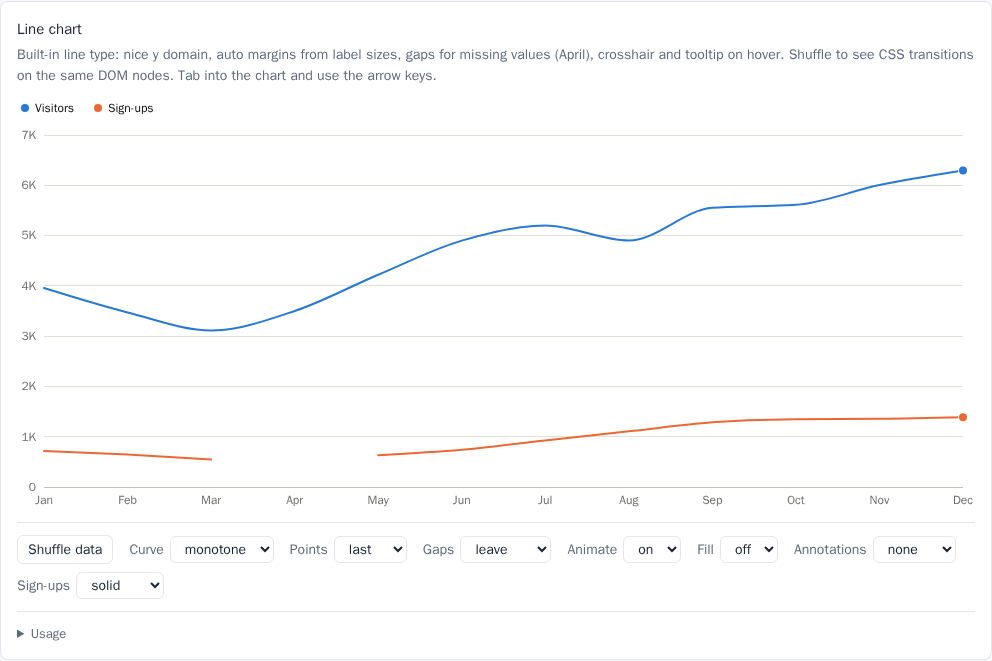 Line chart
Built-in line type: nice y domain, auto margins from label sizes, gaps for missing values (April), crosshair and tooltip on hover. Shuffle to see CSS transitions
on the same DOM nodes. Tab into the chart and use the arrow keys.
Visitors Sign-ups
7K
6K
5K
4K
3K
2K
1K
0
Jan Feb Mar Apr May Jun Jul Aug Sep Oct Nov Dec
Shuffle data Curve monotone Points last Gaps leave Animate on Fill off Annotations none
Sign-ups solid
Usage